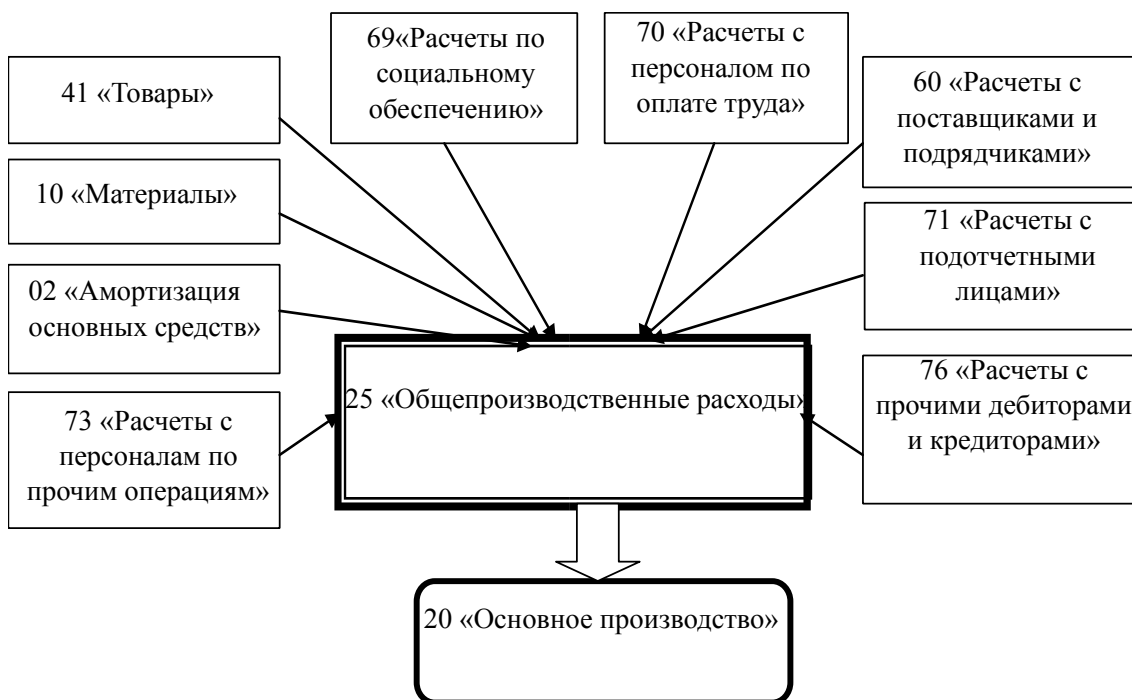 41 «Товары»
69«Расчеты по
социальному
обеспечению»
70 «Расчеты с
персоналом по
оплате труда»
60 «Расчеты с
поставщиками и
подрядчиками»
10 «Материалы»
71 «Расчеты с
подотчетными
лицами»
02 «Амортизация
основных средств»
25 «Общепроизводственные расходы»
76 «Расчеты с
прочими дебиторами
и кредиторами»
73 «Расчеты с
персоналам по
прочим операциям»
20 «Основное производство»